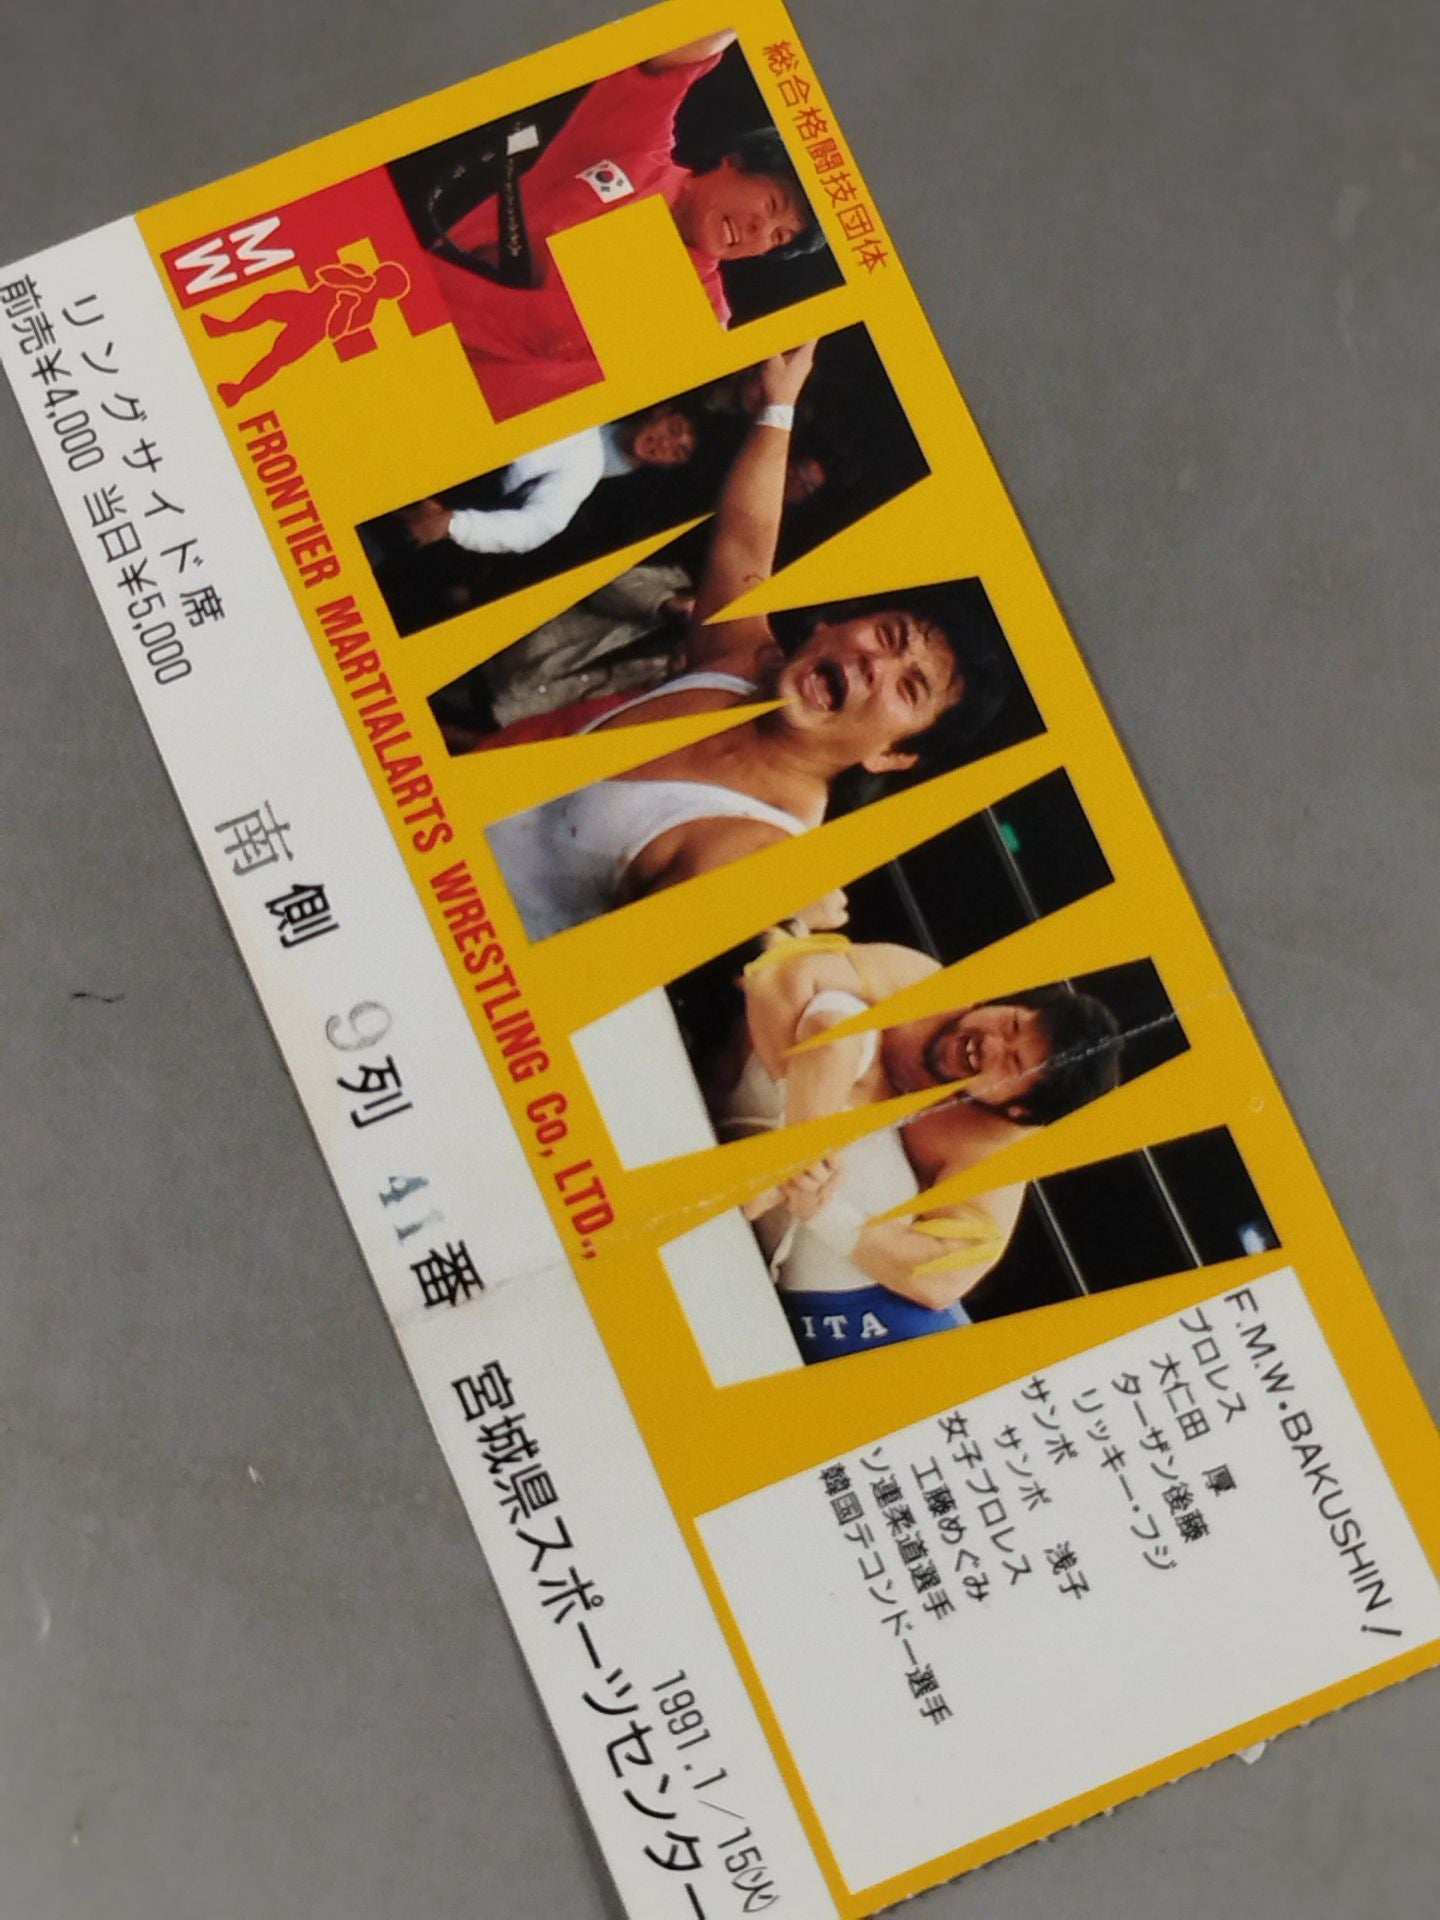 総合格闘技団体
MW
FRONTIER MARTIALARTS WRESTLING Co, LTD.,
ITA
F.M.W.BAKUSHIN!
プロレス
大仁田 厚
ターザン後藤
リッキー・フジ
サンボ
サンボ 浅子
女子プロレス
工藤めぐみ
ソ連柔道選手
韓国テコンドー選手
リングサイド席
前売¥4,000 当日¥5,000
南側 9列 41番
1991.1/15(火)
宮城県スポーツセンター